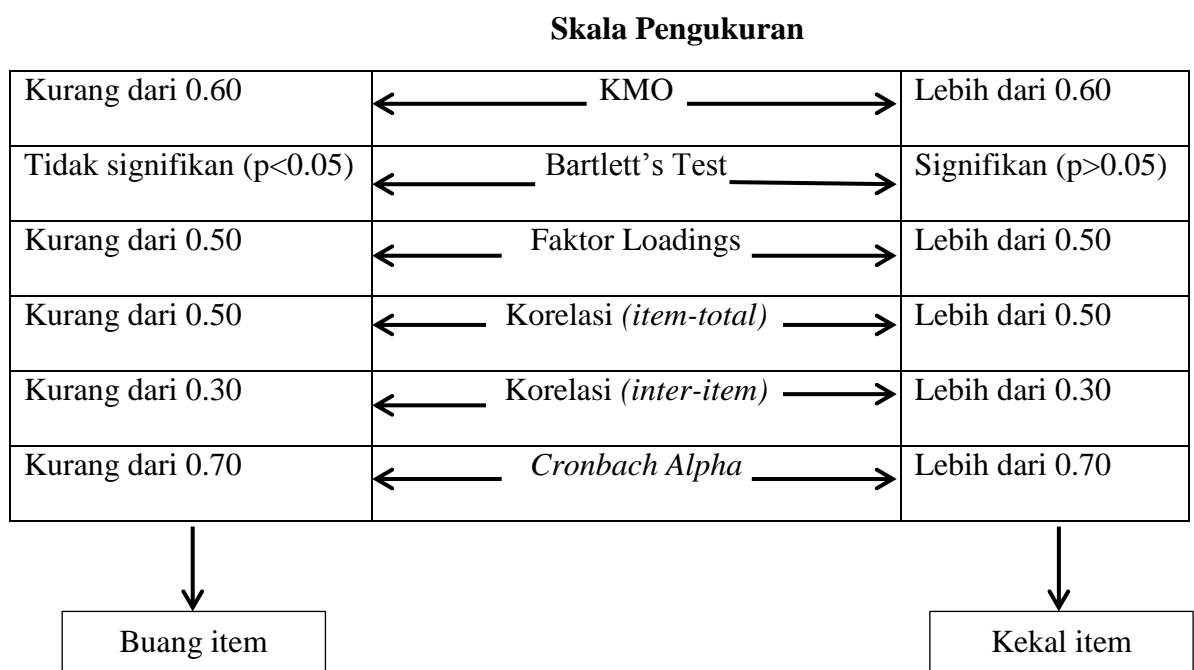 Skala Pengukuran
Kurang dari 0.60 KMO Lebih dari 0.60
Tidak signifikan (p<0.05) Bartlett’s Test Signifikan (p>0.05)
Kurang dari 0.50 Faktor Loadings Lebih dari 0.50
Kurang dari 0.50 Korelasi (item-total) Lebih dari 0.50
Kurang dari 0.30 Korelasi (inter-item) Lebih dari 0.30
Kurang dari 0.70 Cronbach Alpha Lebih dari 0.70
Buang item Kekal item